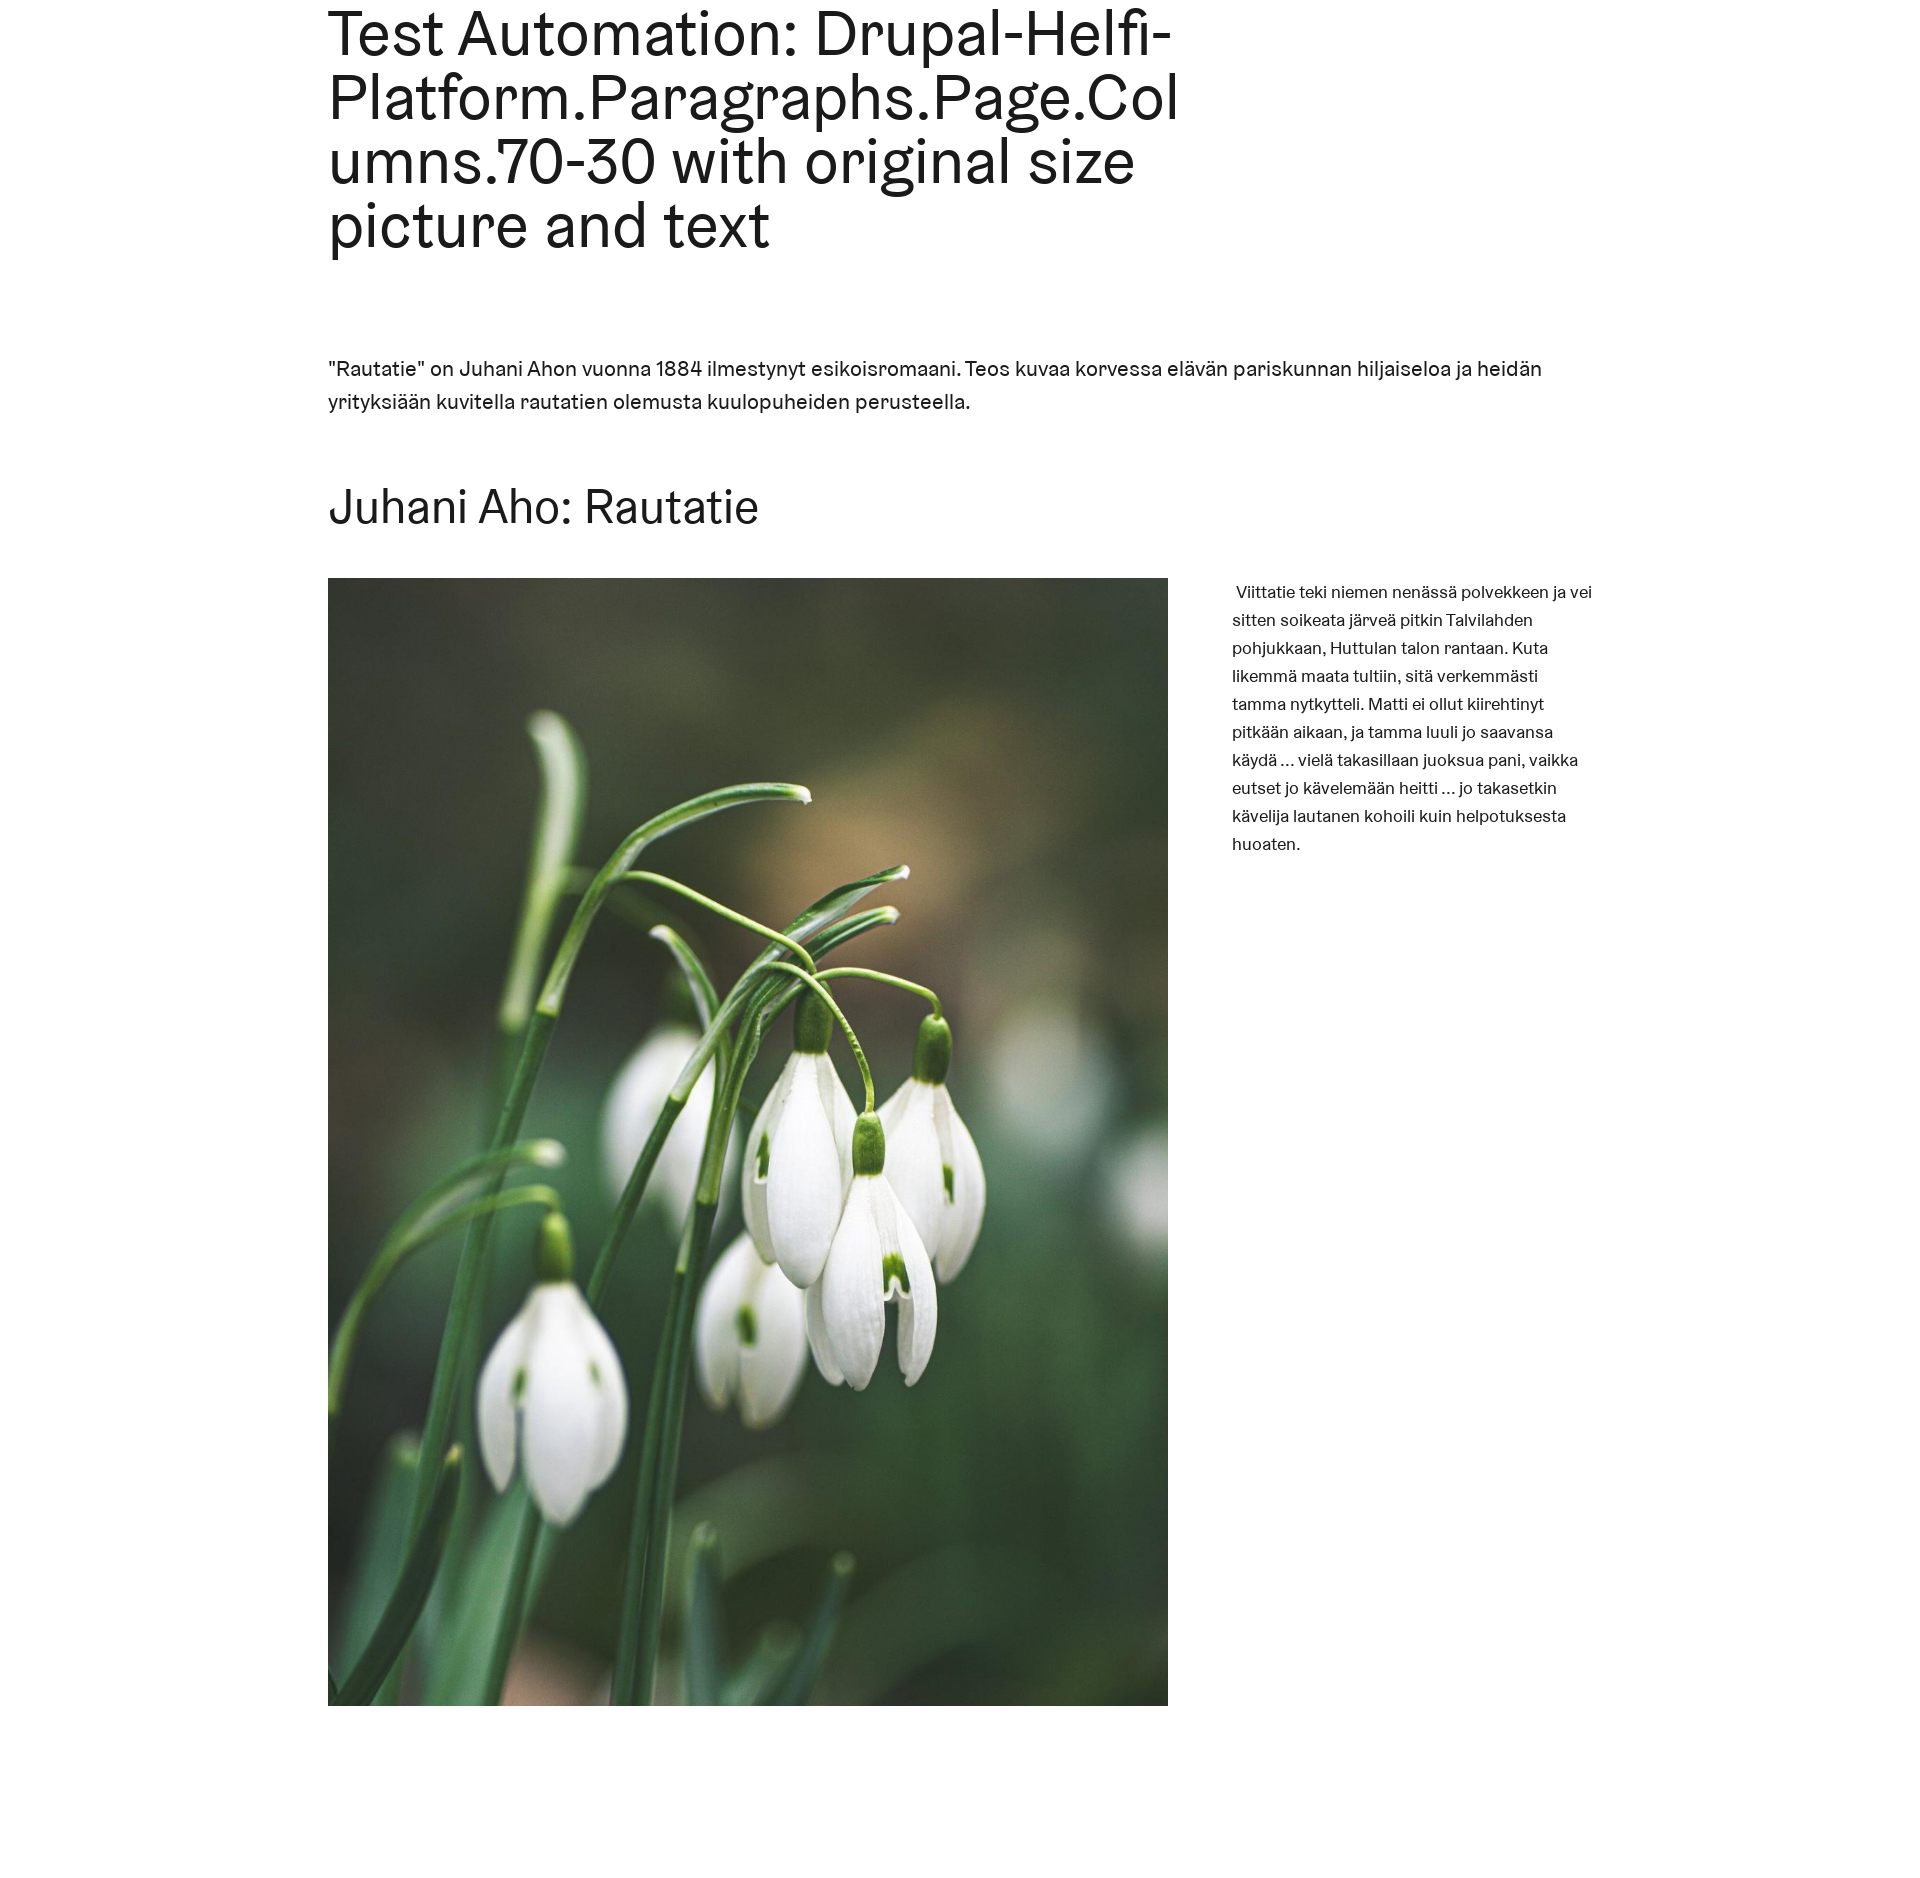 Test Automation: Drupal-Helfi-
Platform.Paragraphs.Page.Col
umns.70-30 with original size
picture and text
"Rautatie" on Juhani Ahon vuonna 1884 ilmestynyt esikoisromaani. Teos kuvaa korvessa elävän pariskunnan hiljaiseloa ja heidän
yrityksiään kuvitella rautatien olemusta kuulopuheiden perusteella.
Juhani Aho: Rautatie
Viittatie teki niemen nenässä polvekkeen ja vei
sitten soikeata järveä pitkin Talvilahden
pohjukkaan, Huttulan talon rantaan. Kuta
likemmä maata tultiin, sitä verkemmästi
tamma nytkytteli. Matti ei ollut kiirehtinyt
pitkään aikaan, ja tamma luuli jo saavansa
käydä ... vielä takasillaan juoksua pani, vaikka
eutset jo kävelemään heitti ... jo takasetkin
kävelija lautanen kohoili kuin helpotuksesta
huoaten.